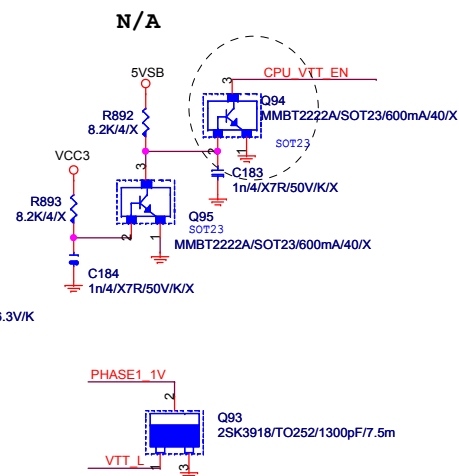 N/A
5VSB
CPU_VTT_EN
3
R892
8.2K/4/X
Q94
MMBT2222A/SOT23/600mA/40/X
SOT23
2
1
VCC3
3
C183
1n/4/X7R/50V/K/X
R893
8.2K/4/X
Q95
SOT23
MMBT2222A/SOT23/600mA/40/X
2
1
C184
1n/4/X7R/50V/K/X
6.3V/K
PHASE1_1V
2
Q93
2SK3918/TO252/1300pF/7.5m
VTT_L
1
3